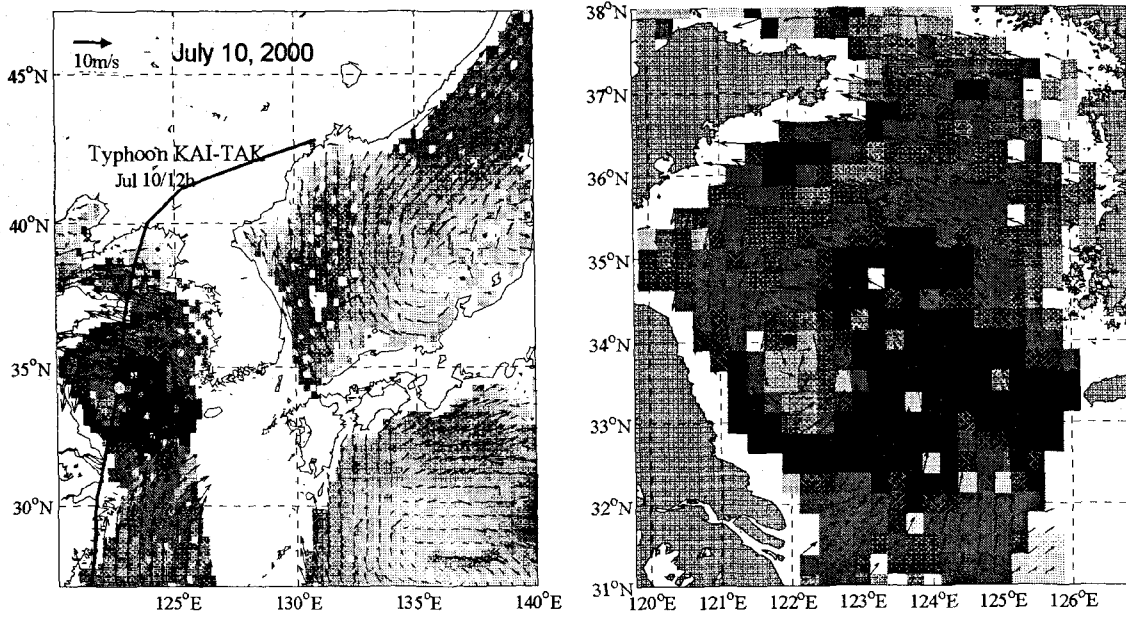 July 10, 2000
10m/s
45°N
Typhoon KAI-TAK
Jul 10/12h
40°N
35°N
30°N
125°E
130°E
135°E
140°E
38°N
37°N
36°N
35°N
34°N
33°N
32°N
31°N
120°E
121°E
122°E
123°E
124°E
125°E
126°E